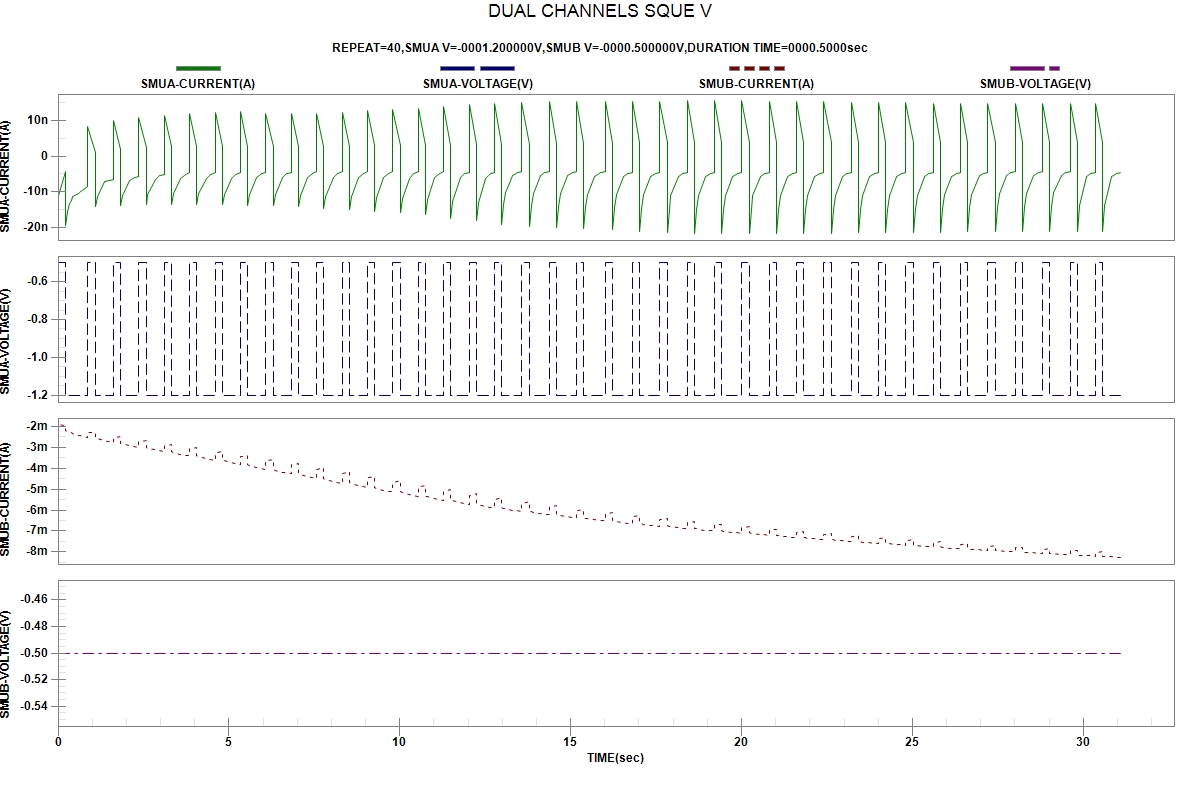 DUAL CHANNELS SQUE V
REPEAT=40,SMUA V=-0001.200000V,SMUB V=-0000.500000V,DURATION TIME=0000.5000sec
SMUA-CURRENT(A) SMUA-VOLTAGE(V) SMUB-CURRENT(A) SMUB-VOLTAGE(V)
SMUA-CURRENT(A)
10n
0
-10n
-20n
SMUA-VOLTAGE(V)
-0.6
-0.8
-1.0
-1.2
SMUB-CURRENT(A)
-2m
-3m
-4m
-5m
-6m
-7m
-8m
SMUB-VOLTAGE(V)
-0.46
-0.48
-0.50
-0.52
-0.54
0 5 10 15 20 25 30
TIME(sec)